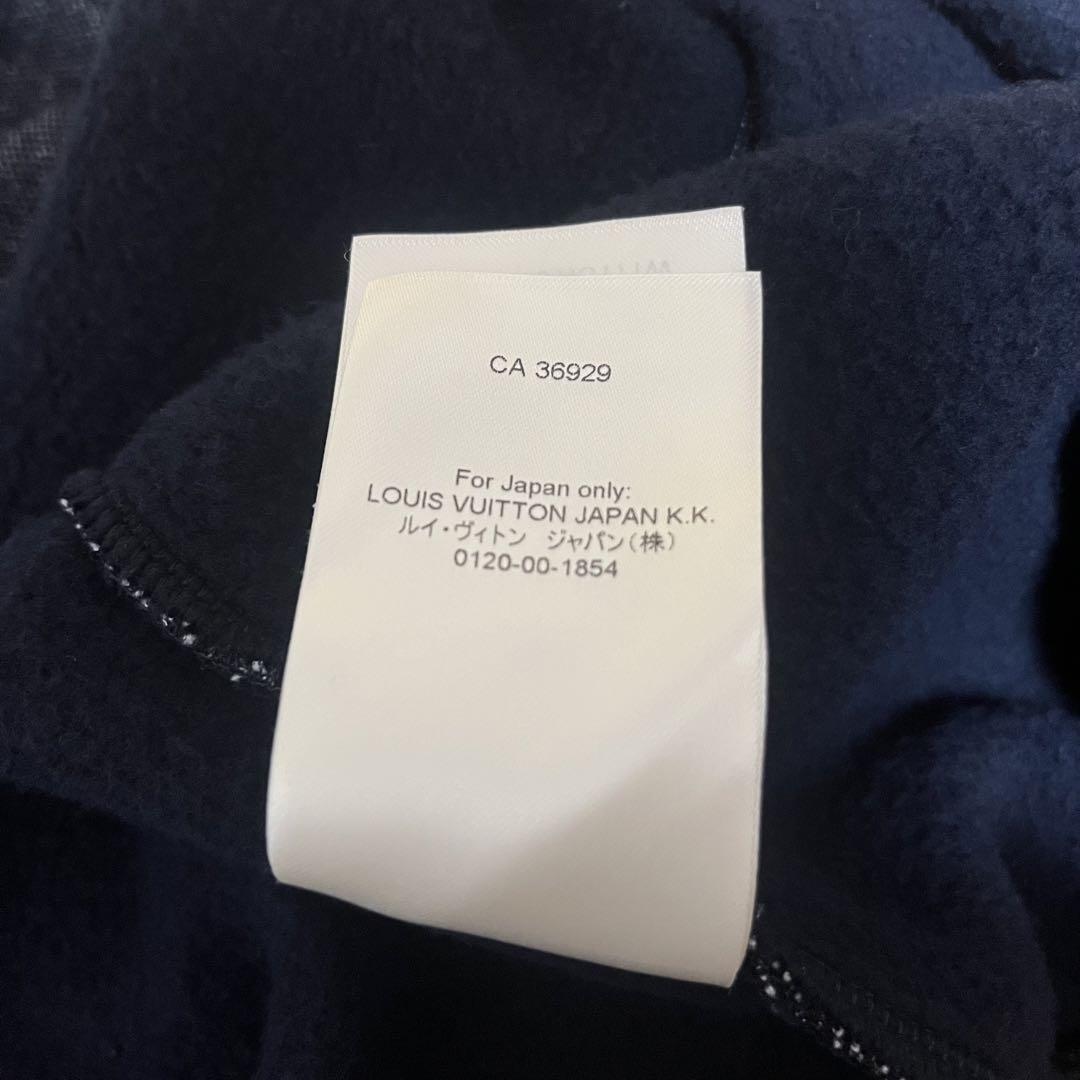 CA 36929
For Japan only:
LOUIS VUITTON JAPAN K.K.
ルイ・ヴィトン　ジャパン（株）
0120-00-1854